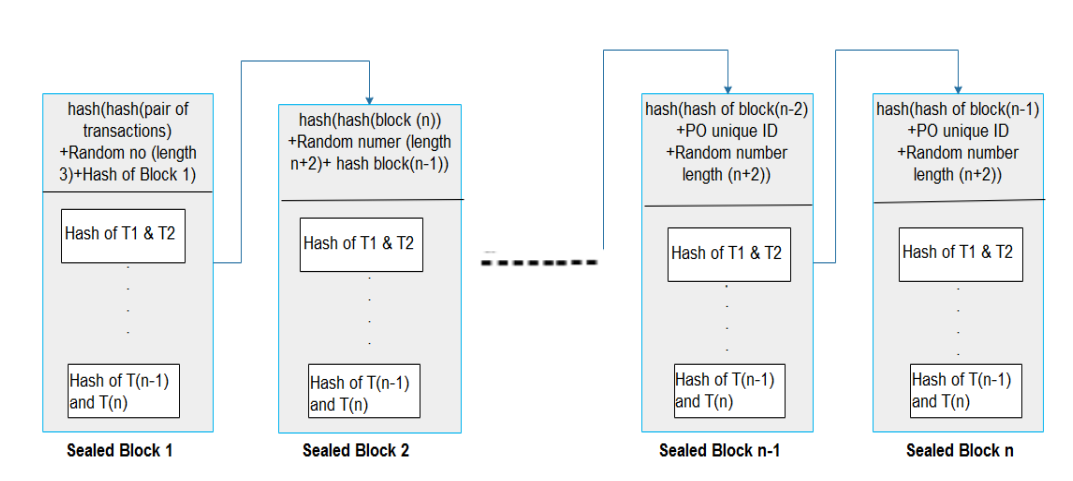 hash(hash(pair of
transactions)
+Random no (length
3)+Hash of Block 1)
Hash of T1 & T2
Hash of T(n-1)
and T(n)
Sealed Block 1
hash(hash(block (n))
+Random numer (length
n+2)+ hash block(n-1))
Hash of T1 & T2
Hash of T(n-1)
and T(n)
Sealed Block 2
hash(hash of block(n-2)
+PO unique ID
+Random number
length (n+2))
Hash of T1 & T2
Hash of T(n-1)
and T(n)
Sealed Block n-1
hash(hash of block(n-1)
+PO unique ID
+Random number
length (n+2))
Hash of T1 & T2
Hash of T(n-1)
and T(n)
Sealed Block n